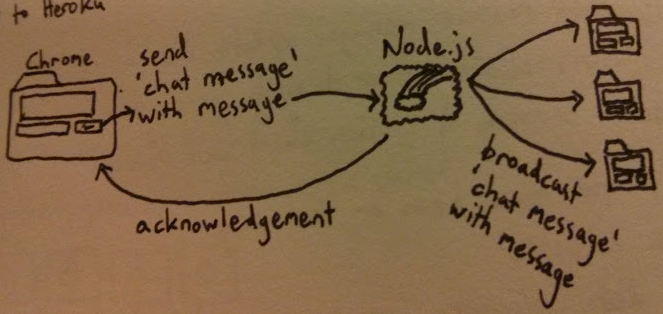 to Heroku
Chrome
send
'chat message'
with message
Node.js
acknowledgement
broadcast
'chat message'
with message